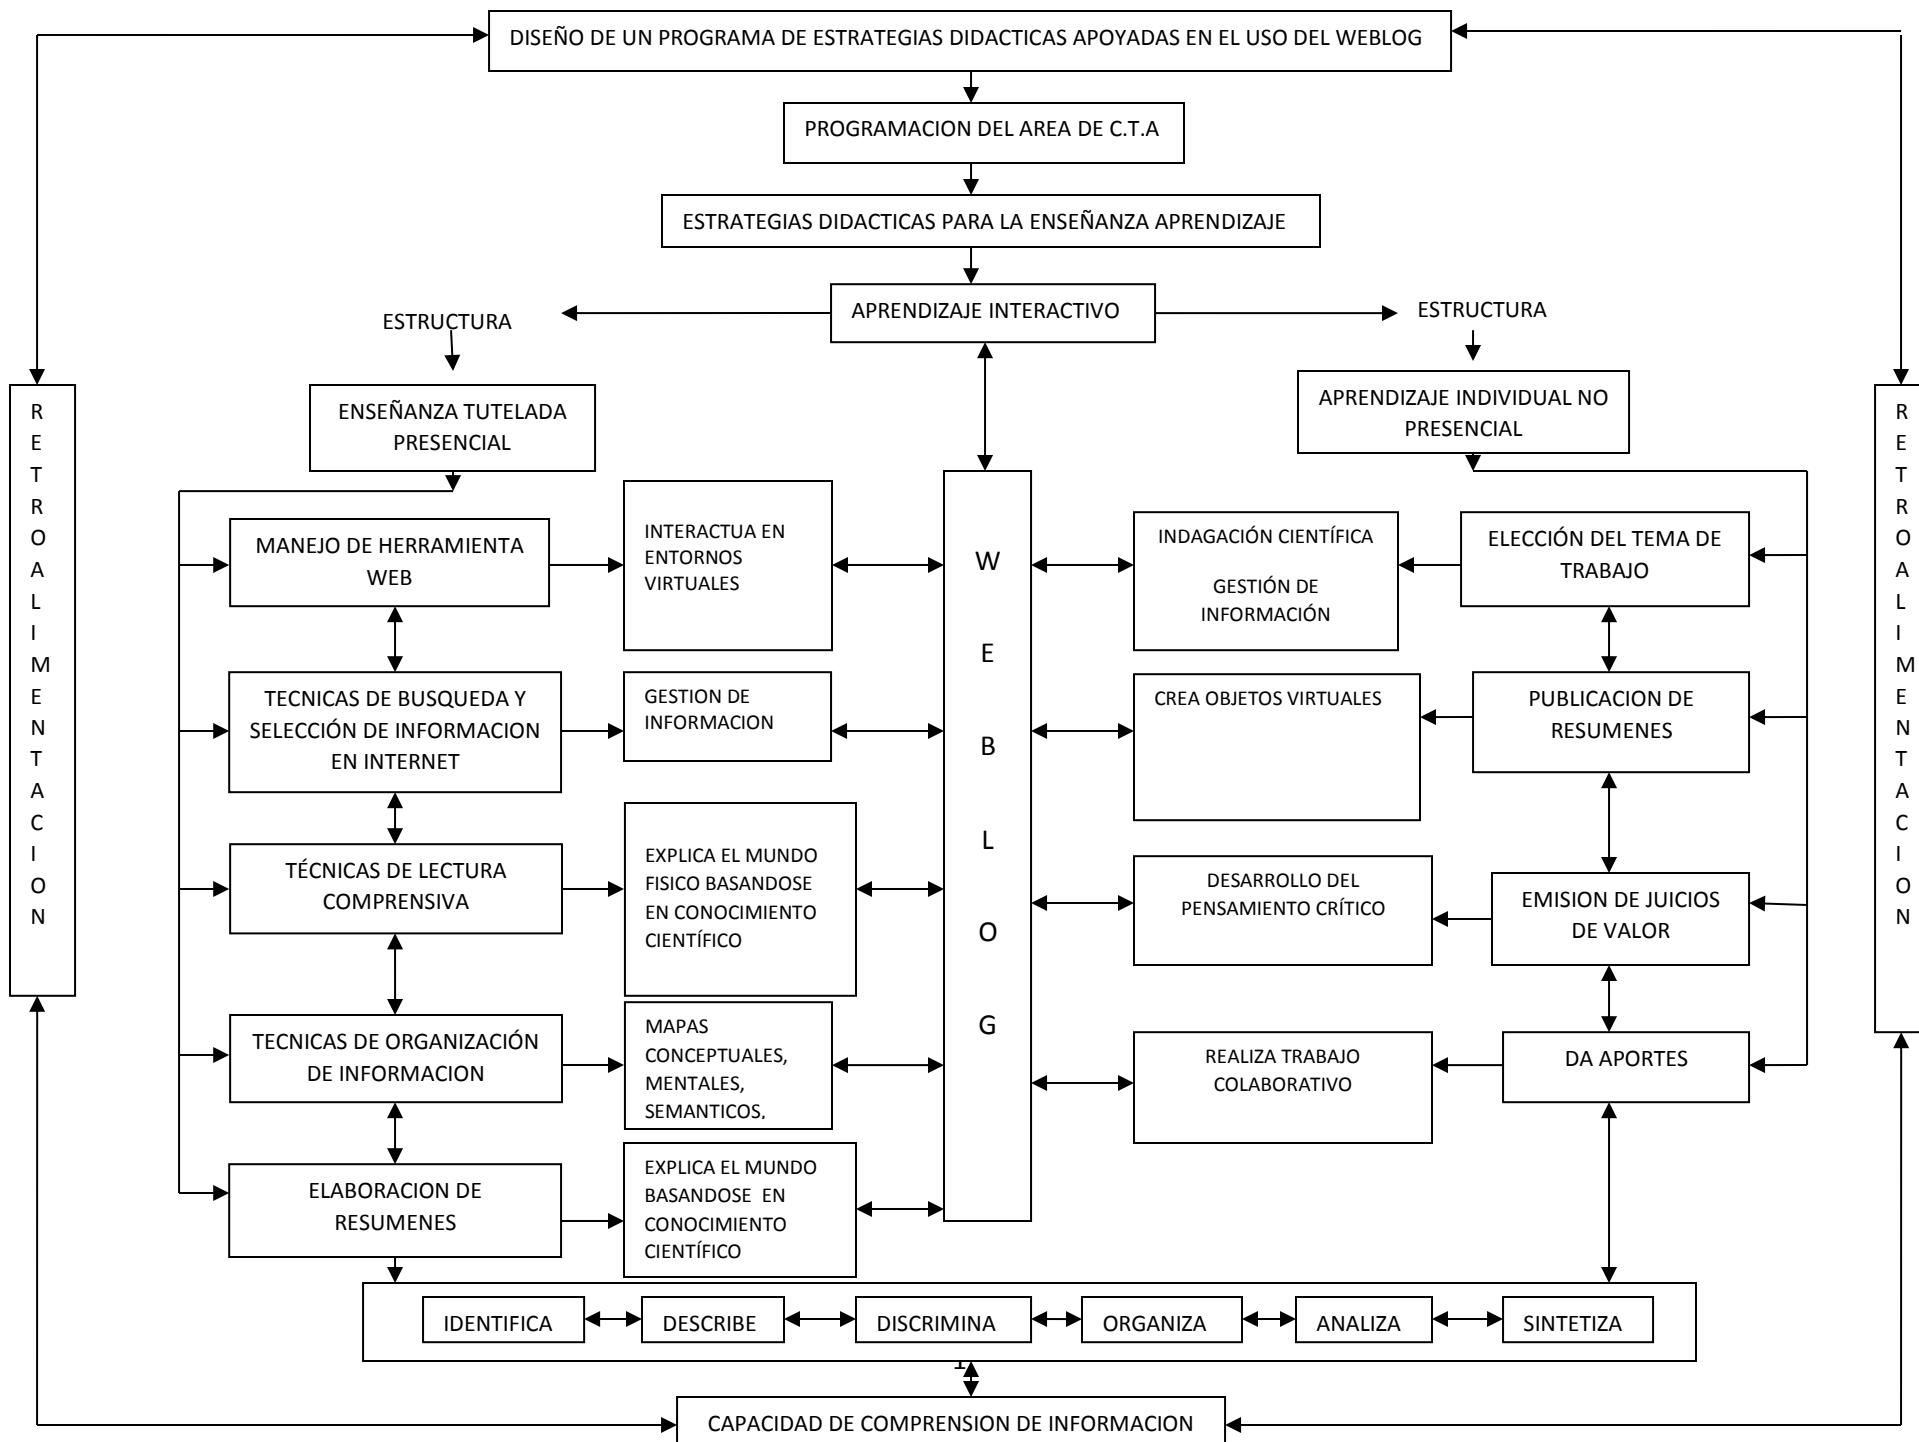 DISEÑO DE UN PROGRAMA DE ESTRATEGIAS DIDACTICAS APOYADAS EN EL USO DEL WEBLOG
PROGRAMACION DEL AREA DE C.T.A
ESTRATEGIAS DIDACTICAS PARA LA ENSEÑANZA APRENDIZAJE
APRENDIZAJE INTERACTIVO
ESTRUCTURA
ESTRUCTURA
RETROALIMENTACION
ENSEÑANZA TUTELADA
PRESENCIAL
MANEJO DE HERRAMIENTA
WEB
TECNICAS DE BUSQUEDA Y
SELECCIÓN DE INFORMACION
EN INTERNET
TÉCNICAS DE LECTURA
COMPRENSIVA
TECNICAS DE ORGANIZACIÓN
DE INFORMACION
ELABORACION DE
RESUMENES
INTERACTUA EN
ENTORNOS
VIRTUALES
GESTION DE
INFORMACION
EXPLICA EL MUNDO
FISICO BASANDOSE
EN CONOCIMIENTO
CIENTÍFICO
MAPAS
CONCEPTUALES,
MENTALES,
SEMANTICOS.
EXPLICA EL MUNDO
BASANDOSE EN
CONOCIMIENTO
CIENTÍFICO
WEBLOG
APRENDIZAJE INDIVIDUAL NO
PRESENCIAL
INDAGACIÓN CIENTÍFICA
GESTIÓN DE
INFORMACIÓN
CREA OBJETOS VIRTUALES
DESARROLLO DEL
PENSAMIENTO CRÍTICO
REALIZA TRABAJO
COLABORATIVO
ELECCIÓN DEL TEMA DE
TRABAJO
PUBLICACION DE
RESUMENES
EMISION DE JUICIOS
DE VALOR
DA APORTES
RETROALIMENTACION
IDENTIFICA
DESCRIBE
DISCRIMINA
ORGANIZA
ANALIZA
SINTETIZA
1
CAPACIDAD DE COMPRENSION DE INFORMACION